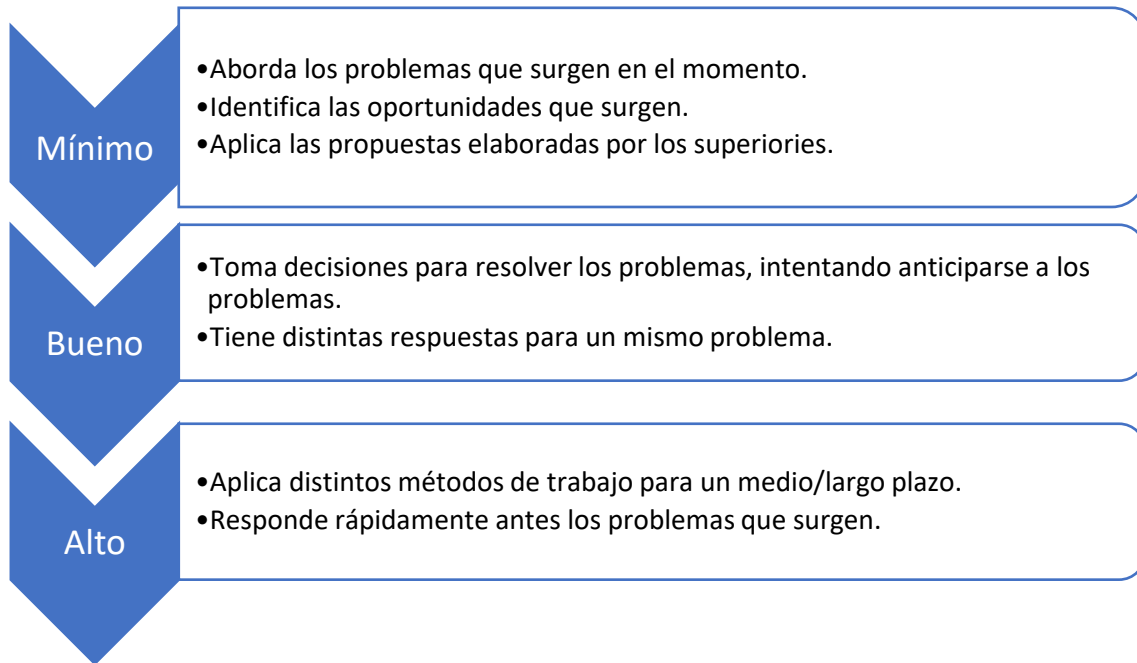 Mínimo
•Aborda los problemas que surgen en el momento.
•Identifica las oportunidades que surgen.
•Aplica las propuestas elaboradas por los superiories.
Bueno
•Toma decisiones para resolver los problemas, intentando anticiparse a los
problemas.
•Tiene distintas respuestas para un mismo problema.
Alto
•Aplica distintos métodos de trabajo para un medio/largo plazo.
•Responde rápidamente antes los problemas que surgen.